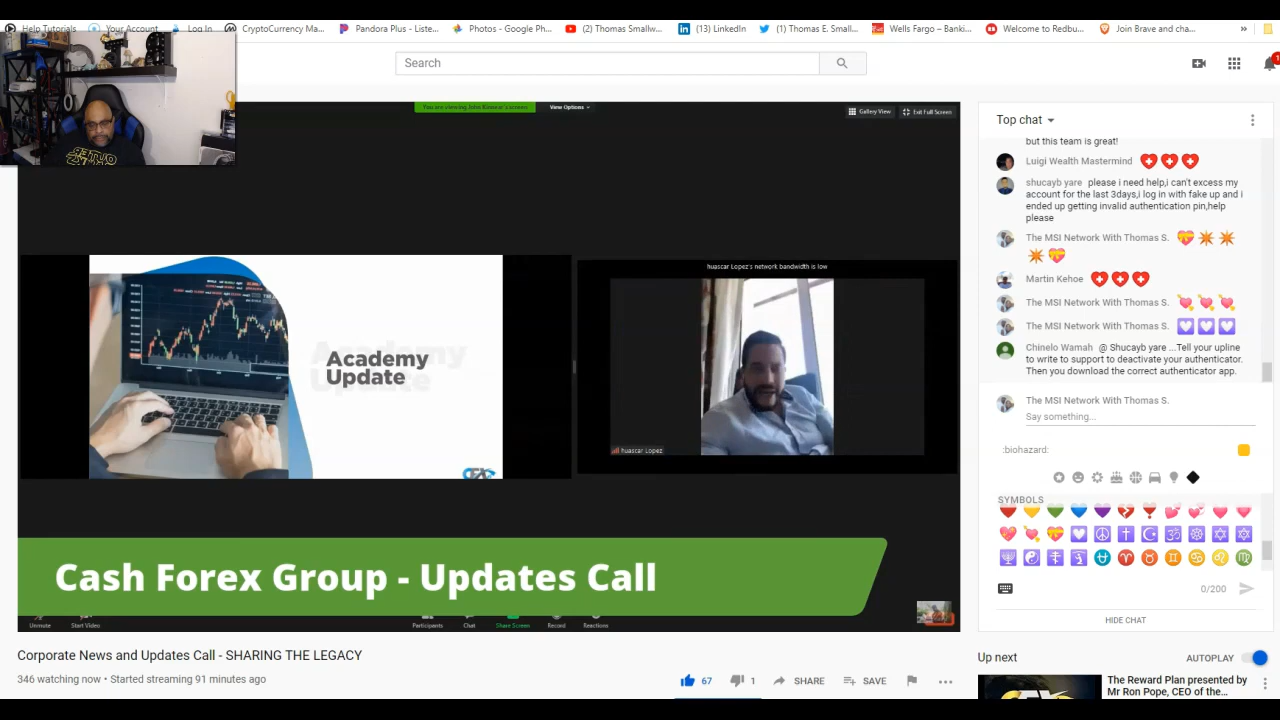 Help Tutorials
Your Account
Log In
CryptoCurrency Ma...
Pandora Plus - Liste...
Photos - Google Ph...
(2) Thomas Smallw...
(13) LinkedIn
(1) Thomas E. Small...
Wells Fargo – Banki...
Welcome to Redbu...
Join Brave and cha...
»
Search
1
You are viewing John Kinnear's screen
View Options
Gallery View
Exit Full Screen
Academy
Update
huascar Lopez's network bandwidth is low
huascar Lopez
Cash Forex Group - Updates Call
Unmute
Start Video
Participants
Chat
Share Screen
Record
Reactions
Corporate News and Updates Call - SHARING THE LEGACY
346 watching now • Started streaming 91 minutes ago
67
1
SHARE
SAVE
Top chat
but this team is great!
Luigi Wealth Mastermind
shucayb yare please i need help,i can't excess my
account for the last 3days,i log in with fake up and i
ended up getting invalid authentication pin,help
please
The MSI Network With Thomas S.
Martin Kehoe
The MSI Network With Thomas S.
The MSI Network With Thomas S.
Chinelo Wamah @ Shucayb yare ...Tell your upline
to write to support to deactivate your authenticator.
Then you download the correct authenticator app.
The MSI Network With Thomas S.
Say something...
:biohazard:
SYMBOLS
0/200
HIDE CHAT
Up next
AUTOPLAY
The Reward Plan presented by
Mr Ron Pope, CEO of the...